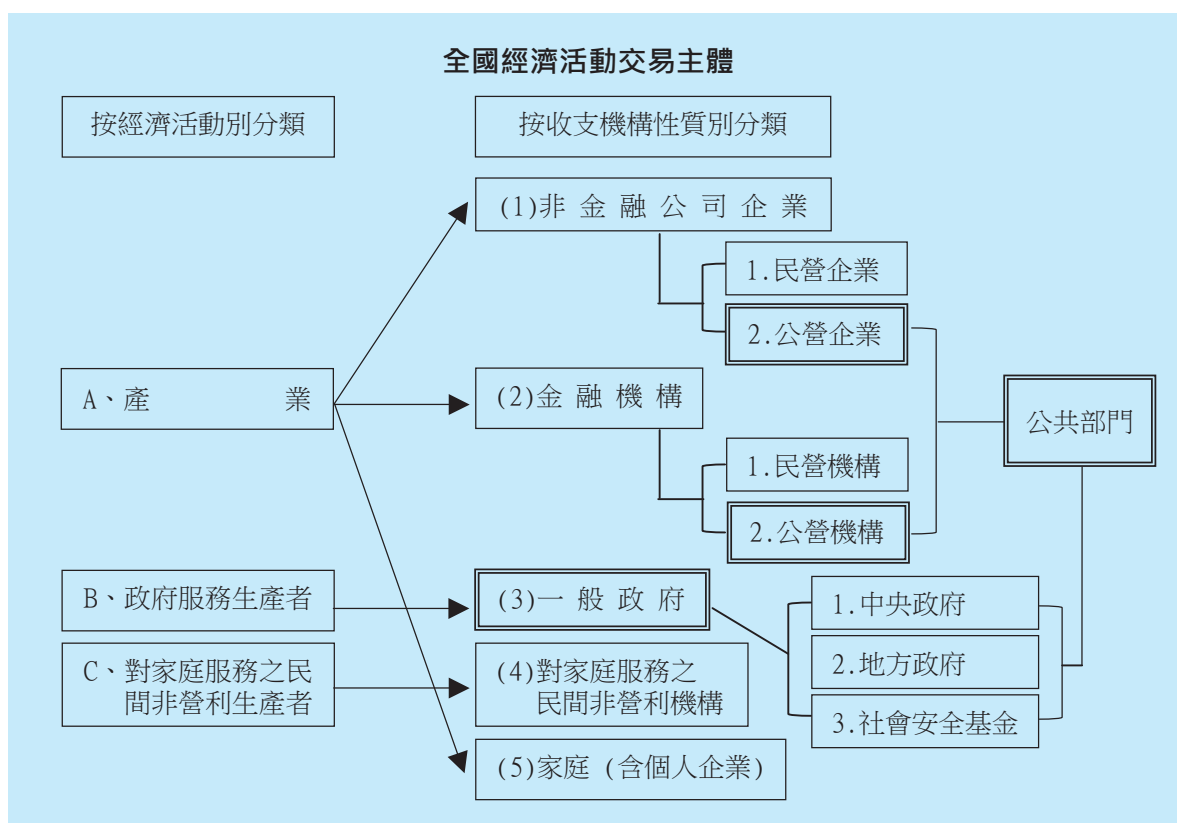 全國經濟活動交易主體
按經濟活動別分類
按收支機構性質別分類
(1)非金融公司企業
1.民營企業
2.公營企業
A、產業
(2)金融機構
公共部門
1.民營機構
2.公營機構
B、政府服務生產者
(3)一般政府
1.中央政府
2.地方政府
3.社會安全基金
C、對家庭服務之民
間非營利生產者
(4)對家庭服務之
民間非營利機構
(5)家庭(含個人企業)